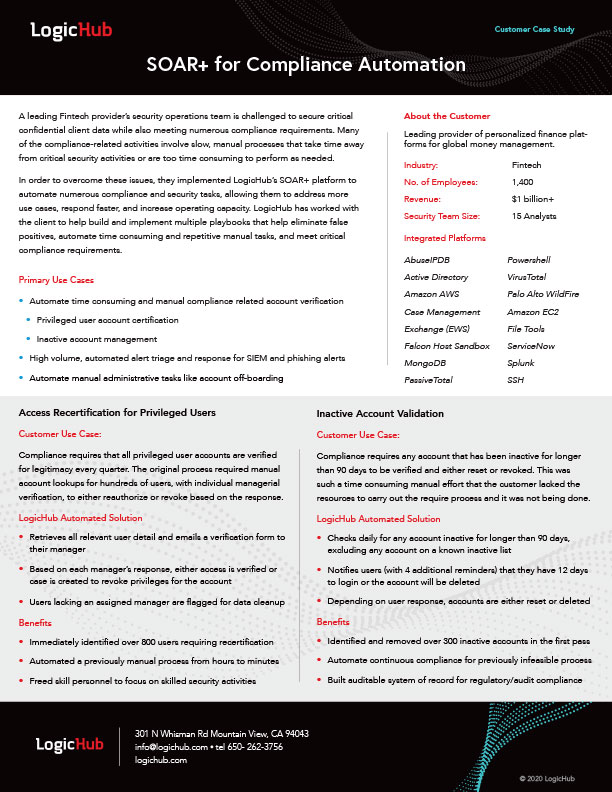 LogicHub
Customer Case Study
SOAR+ for Compliance Automation
A leading Fintech provider's security operations team is challenged to secure critical
confidential client data while also meeting numerous compliance requirements. Many
of the compliance-related activities involve slow, manual processes that take time away
from critical security activities or are too time consuming to perform as needed.
In order to overcome these issues, they implemented LogicHub's SOAR+ platform to
automate numerous compliance and security tasks, allowing them to address more
use cases, respond faster, and increase operating capacity. LogicHub has worked with
the client to help build and implement multiple playbooks that help eliminate false
positives, automate time consuming and repetitive manual tasks, and meet critical
compliance requirements.
Primary Use Cases
• Automate time consuming and manual compliance related account verification
• Privileged user account certification
• Inactive account management
• High volume, automated alert triage and response for SIEM and phishing alerts
• Automate manual administrative tasks like account off-boarding
About the Customer
Leading provider of personalized finance plat-
forms for global money management.
Industry: Fintech
No. of Employees: 1,400
Revenue: $1 billion+
Security Team Size: 15 Analysts
Integrated Platforms
AbuseIPDB Powershell
Active Directory VirusTotal
Amazon AWS Palo Alto WildFire
Case Management Amazon EC2
Exchange (EWS) File Tools
Falcon Host Sandbox ServiceNow
MongoDB Splunk
PassiveTotal SSH
Access Recertification for Privileged Users
Customer Use Case:
Compliance requires that all privileged user accounts are verified
for legitimacy every quarter. The original process required manual
account lookups for hundreds of users, with individual managerial
verification, to either reauthorize or revoke based on the response.
LogicHub Automated Solution
• Retrieves all relevant user detail and emails a verification form to
their manager
• Based on each manager's response, either access is verified or
case is created to revoke privileges for the account
• Users lacking an assigned manager are flagged for data cleanup
Benefits
• Immediately identified over 800 users requiring recertification
• Automated a previously manual process from hours to minutes
• Freed skill personnel to focus on skilled security activities
Inactive Account Validation
Customer Use Case:
Compliance requires any account that has been inactive for longer
than 90 days to be verified and either reset or revoked. This was
such a time consuming manual effort that the customer lacked the
resources to carry out the require process and it was not being done.
LogicHub Automated Solution
• Checks daily for any account inactive for longer than 90 days,
excluding any account on a known inactive list
• Notifies users (with 4 additional reminders) that they have 12 days
to login or the account will be deleted
• Depending on user response, accounts are either reset or deleted
Benefits
• Identified and removed over 300 inactive accounts in the first pass
• Automate continuous compliance for previously infeasible process
• Built auditable system of record for regulatory/audit compliance
LogicHub
301 N Whisman Rd Mountain View, CA 94043
info@logichub.com • tel 650- 262-3756
logichub.com
© 2020 LogicHub